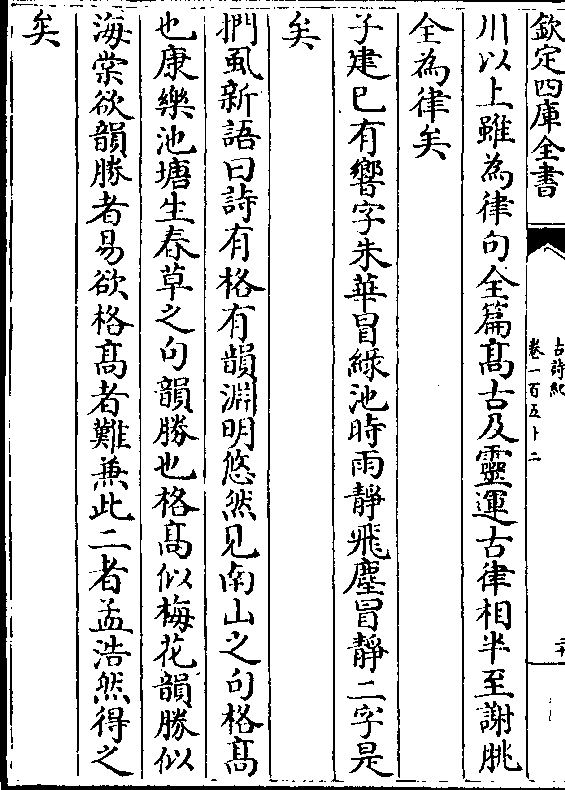 欽定四庫全書
古詩紀
卷一百五十二
川以上雖為律句全篇髙古及靈運古律相半至謝朓
全為律矣
子建已有響字朱華冒緑池時雨靜飛塵冒靜二字是
矣
捫虱新語曰詩有格有韻淵明悠然見南山之句格髙
也康樂池塘生春草之句韻勝也格髙似梅花韻勝似
海棠欲韻勝者易欲格髙者難兼此二者孟浩然得之
矣